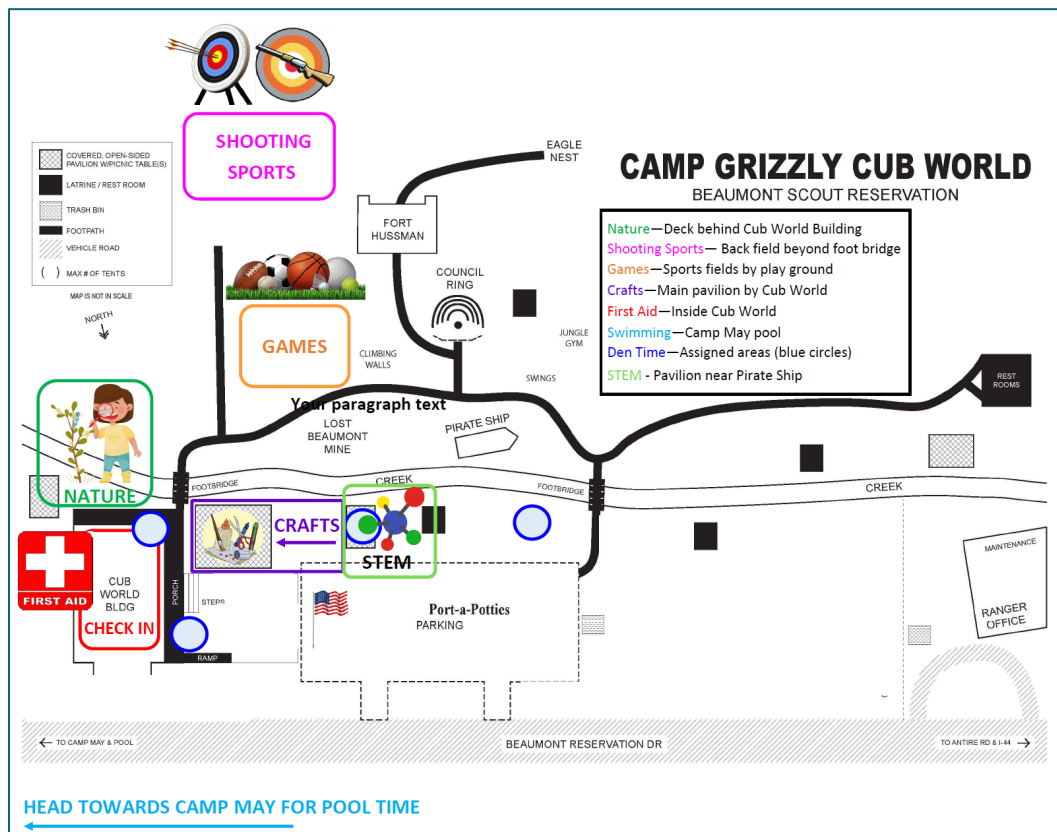 SHOOTING
SPORTS
COVERED, OPEN-SIDED
PAVILION W/PICNIC TABLE(S)
LATRINE / REST ROOM
TRASH BIN
FOOTPATH
VEHICLE ROAD
( ) MAX # OF TENTS
MAP IS NOT IN SCALE
NORTH
EAGLE
NEST
FORT
HUSSMAN
COUNCIL
RING
CAMP GRIZZLY CUB WORLD
BEAUMONT SCOUT RESERVATION
Nature—Deck behind Cub World Building
Shooting Sports— Back field beyond foot bridge
Games—Sports fields by play ground
Crafts—Main pavilion by Cub World
First Aid—Inside Cub World
Swimming—Camp May pool
Den Time—Assigned areas (blue circles)
STEM - Pavilion near Pirate Ship
GAMES
CLIMBING
WALLS
JUNGLE
GYM
SWINGS
REST
ROOMS
Your paragraph text
LOST
BEAUMONT
MINE
PIRATE SHIP
NATURE
FOOTBRIDGE
CREEK
FOOTBRIDGE
CREEK
CRAFTS
STEM
FIRST AID
CUB
WORLD
BLDG
CHECK IN
PORCH
STEPS
RAMP
Port-a-Potties
PARKING
MAINTENANCE
RANGER
OFFICE
TO CAMP MAY & POOL
BEAUMONT RESERVATION DR
TO ANTIRE RD & I-44
HEAD TOWARDS CAMP MAY FOR POOL TIME